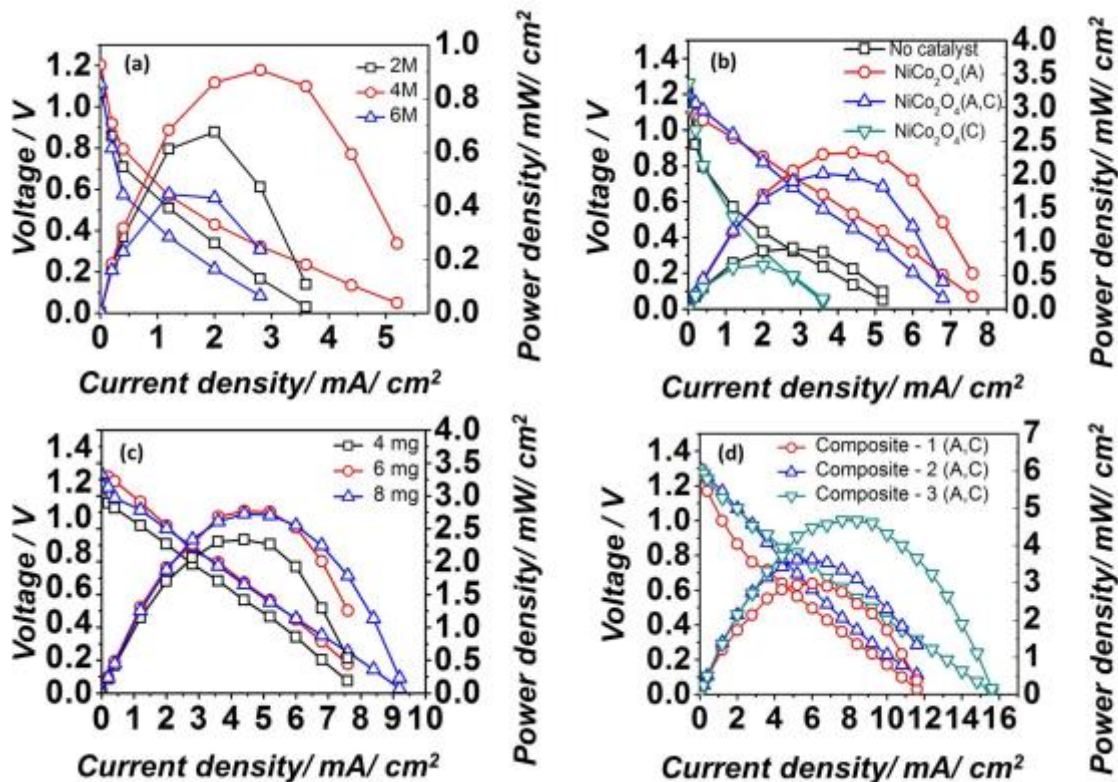 (a)
2M
4M
6M
Voltage / V
1.2
1.0
0.8
0.6
0.4
0.2
0.0
0 1 2 3 4 5
Current density/ mA/ cm²
1.0
0.8
0.6
0.4
0.2
0.0
Power density/ mW/ cm²
(b)
No catalyst
NiCo₂O₄(A)
NiCo₂O₄(A,C)
NiCo₂O₄(C)
Voltage / V
1.4
1.2
1.0
0.8
0.6
0.4
0.2
0.0
0 1 2 3 4 5 6 7 8
Current density/ mA/ cm²
4.0
3.5
3.0
2.5
2.0
1.5
1.0
0.5
0.0
Power density/ mW/ cm²
(c)
4 mg
6 mg
8 mg
Voltage / V
1.4
1.2
1.0
0.8
0.6
0.4
0.2
0.0
0 1 2 3 4 5 6 7 8 9 10
Current density/ mA/ cm²
4.0
3.5
3.0
2.5
2.0
1.5
1.0
0.5
0.0
Power density/ mW/ cm²
(d)
Composite - 1 (A,C)
Composite - 2 (A,C)
Composite - 3 (A,C)
Voltage / V
1.4
1.2
1.0
0.8
0.6
0.4
0.2
0.0
0 2 4 6 8 10 12 14 16
Current density/ mA/ cm²
7
6
5
4
3
2
1
0
Power density/ mW/ cm²